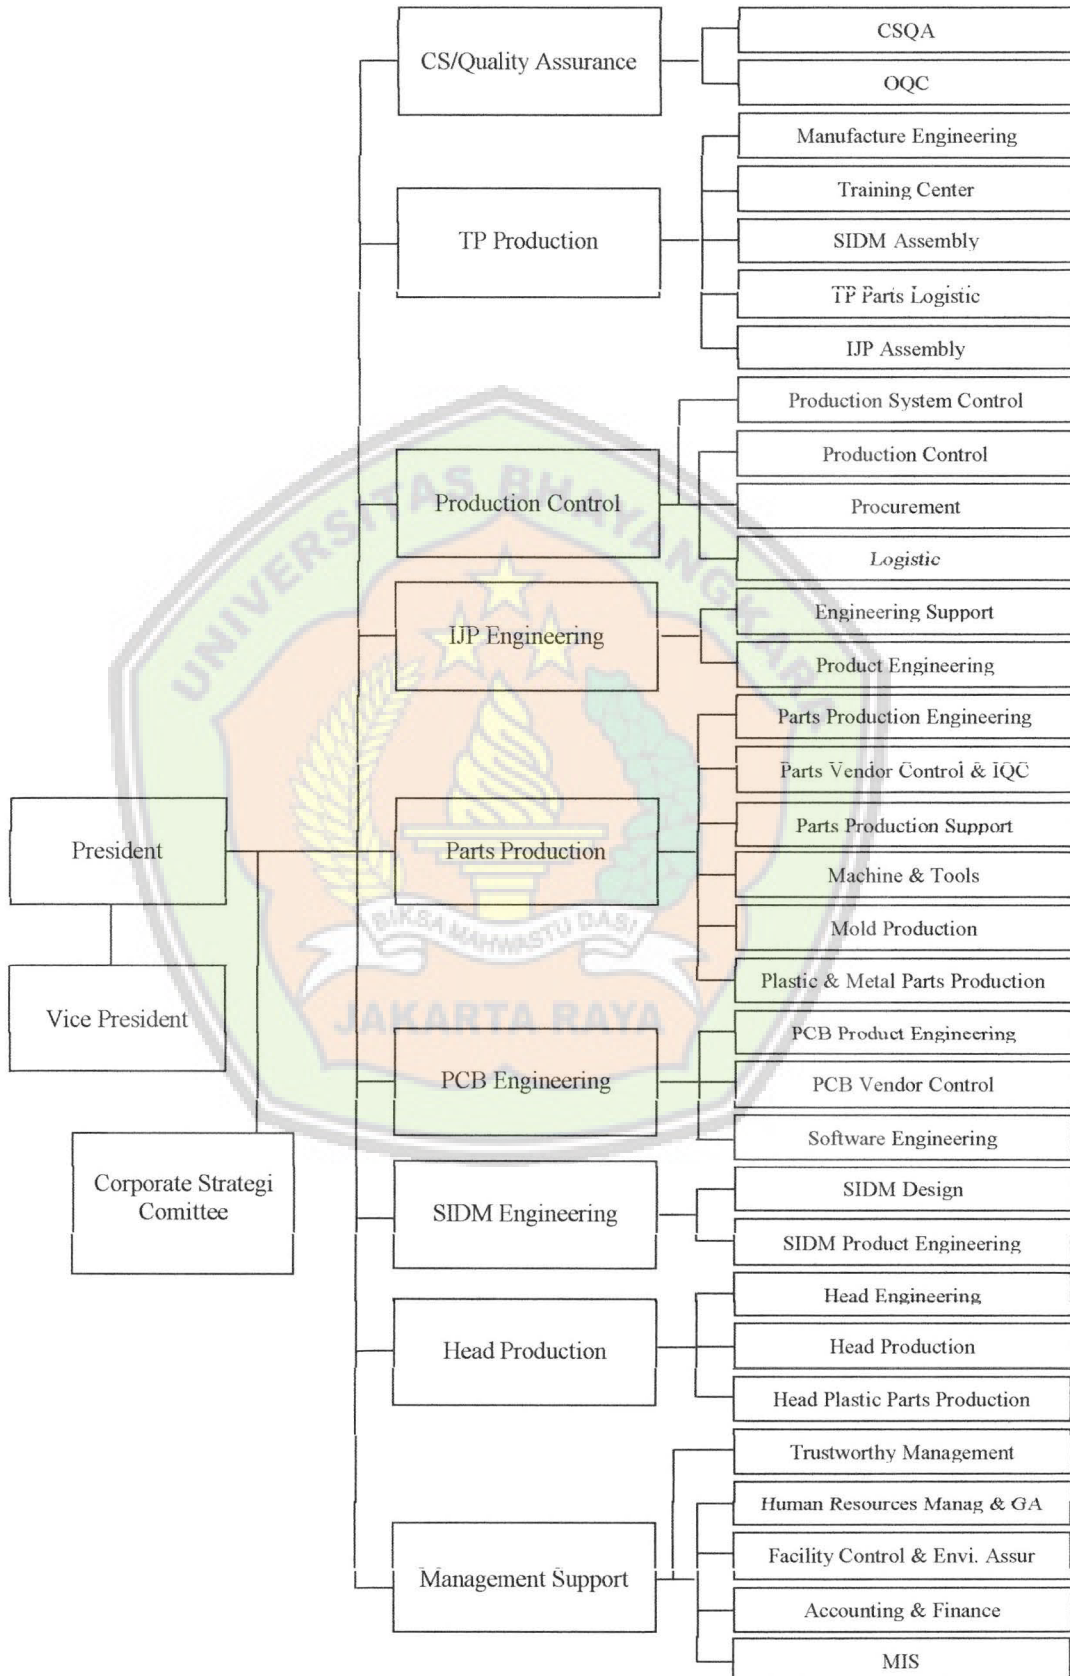 CS/Quality Assurance
CSQA
OQC
TP Production
Manufacture Engineering
Training Center
SIDM Assembly
TP Parts Logistic
IJP Assembly
Production Control
Production System Control
Production Control
Procurement
Logistic
IJP Engineering
Engineering Support
Product Engineering
Parts Production
Parts Production Engineering
Parts Vendor Control & IQC
Parts Production Support
Machine & Tools
Mold Production
Plastic & Metal Parts Production
President
Vice President
Corporate Strategi
Comittee
PCB Engineering
PCB Product Engineering
PCB Vendor Control
Software Engineering
SIDM Engineering
SIDM Design
SIDM Product Engineering
Head Production
Head Engineering
Head Production
Head Plastic Parts Production
Management Support
Trustworthy Management
Human Resources Manag & GA
Facility Control & Envi. Assur
Accounting & Finance
MIS
UNIVERSITAS BHAYANGKARA
BIKSA MAHWASTU DASI
JAKARTA RAYA